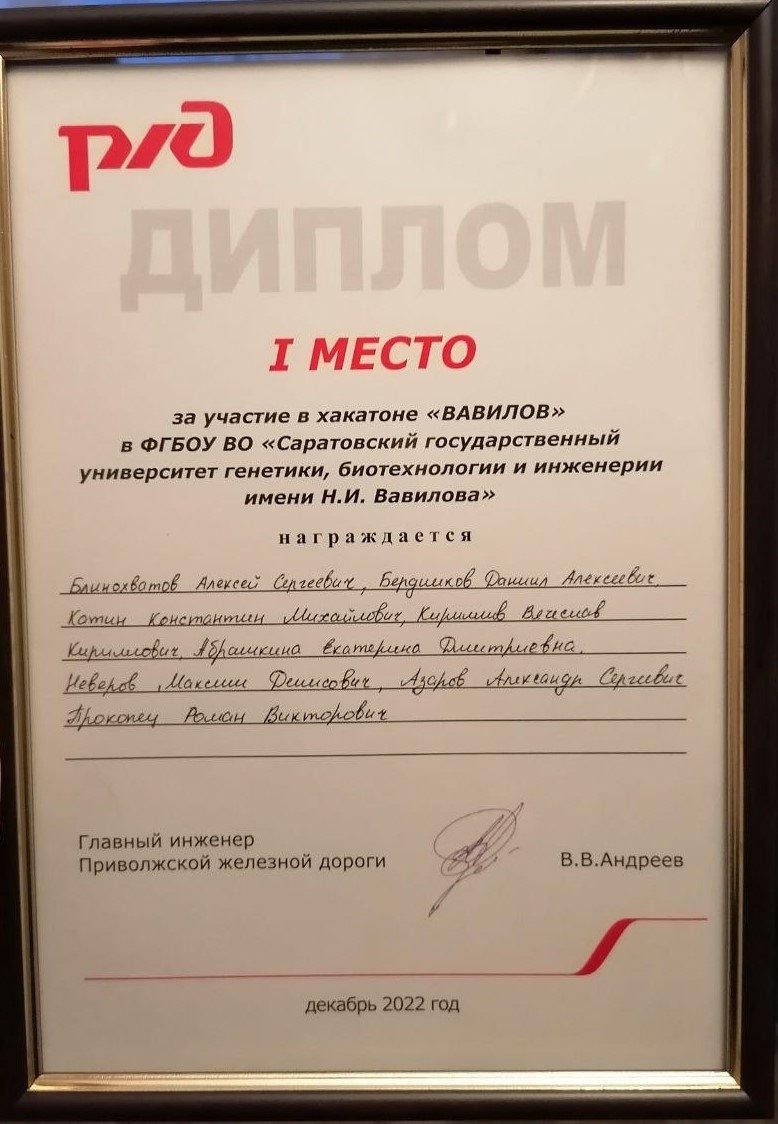 ржд
ДИПЛОМ
I МЕСТО
за участие в хакатоне «ВАВИЛОВ»
в ФГБОУ ВО «Саратовский государственный
университет генетики, биотехнологии и инженерии
имени Н.И. Вавилова»
награждается
Блинохватов Алексей Сергеевич, Бердников Даниил Алексеевич,
Катин Константин Михайлович, Кириллов Вячеслав
Кириллович, Абрашкина Екатерина Дмитриевна,
Неверов Максим Денисович, Азаров Александр Сергеевич
Прокопец Роман Викторович
Главный инженер
Приволжской железной дороги
В.В.Андреев
декабрь 2022 год